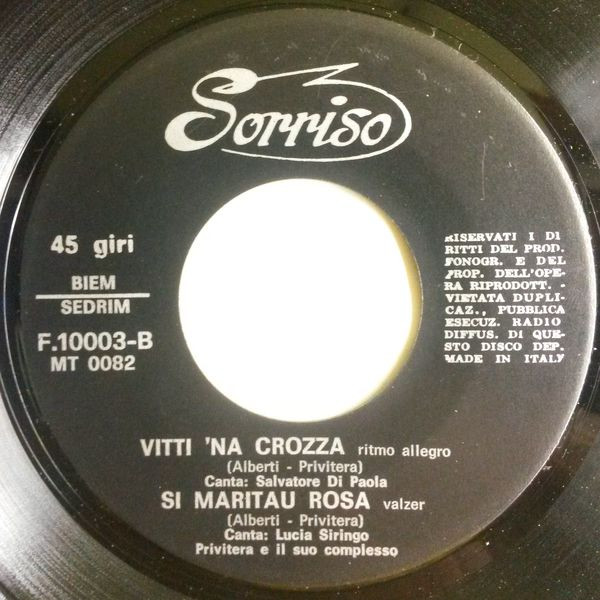 Sorriso
45 giri
BIEM
SEDRIM
F.10003-B
MT 0082
RISERVATI I DI
RITTI DEL PROD.
FONOGR. E DEL
PROP. DELL'OPE-
RA RIPRODOTT. -
VIETATA DUPLI-
CAZ., PUBBLICA
ESECUZ. RADIO
DIFFUS. DI QUE-
STO DISCO DEP.
MADE IN ITALY
VITTI 'NA CROZZA ritmo allegro
(Alberti - Privitera)
Canta: Salvatore Di Paola
SI MARITAU ROSA valzer
(Alberti - Privitera)
Canta: Lucia Siringo
Privitera e il suo complesso